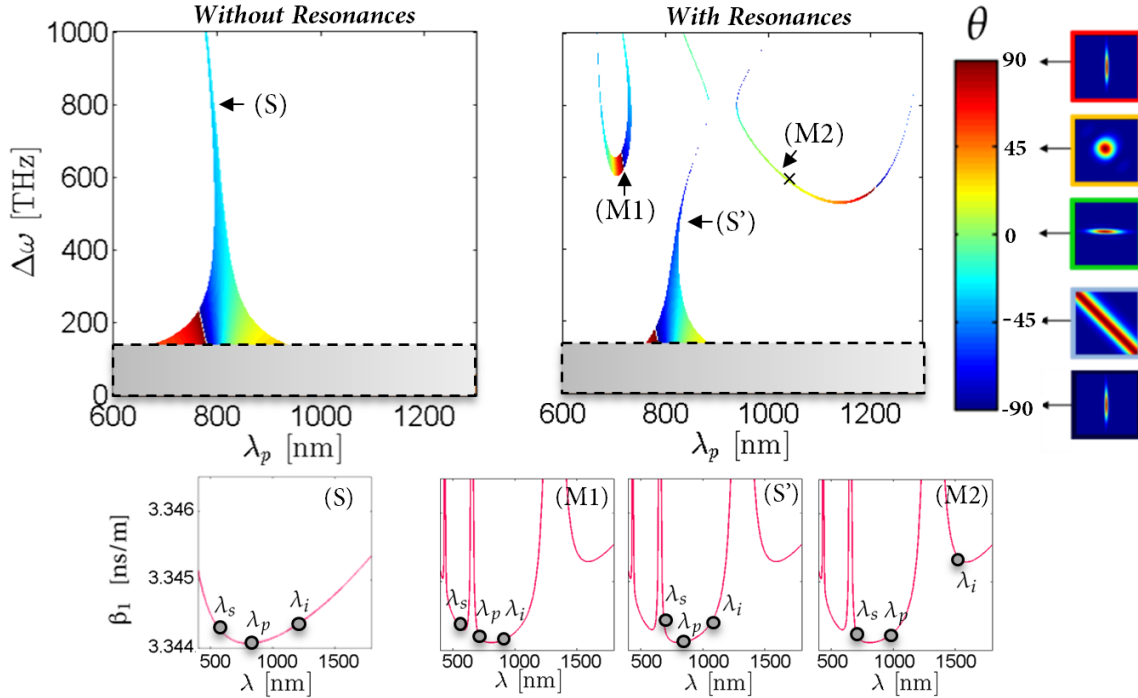 Without Resonances
With Resonances
θ
1000
800
600
400
200
0
Δω [THz]
600
800
1000
1200
λp [nm]
(S)
600
800
1000
1200
λp [nm]
(M1)
(M2)
(S')
90
45
0
-45
-90
β1 [ns/m]
3.346
3.345
3.344
500
1000
1500
λ [nm]
(S)
λs
λp
λi
(M1)
λs
λp
λi
500
1000
1500
λ [nm]
(S')
λs
λp
λi
500
1000
1500
λ [nm]
(M2)
λs
λp
λi
500
1000
1500
λ [nm]